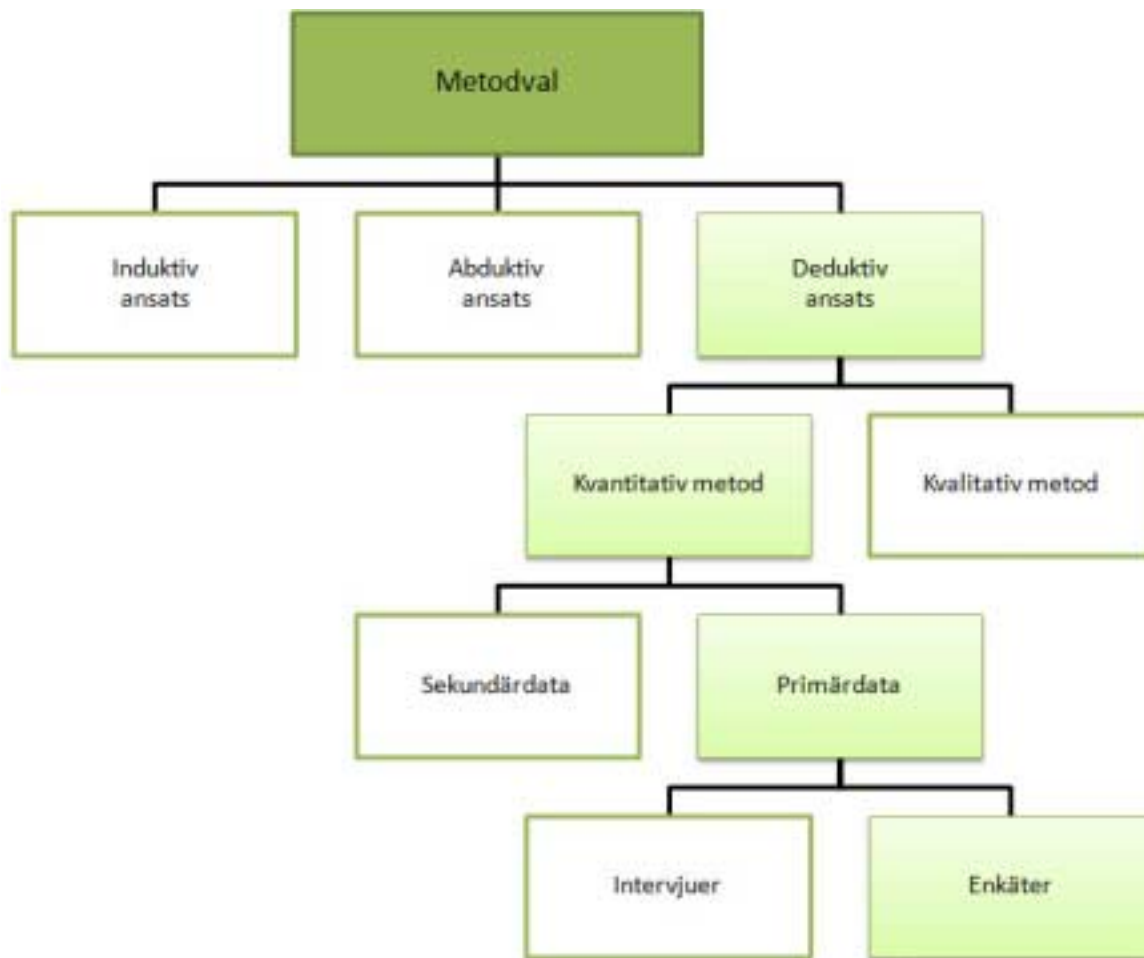 Metodval
Induktiv
ansats
Abduktiv
ansats
Deduktiv
ansats
Kvantitativ metod
Kvalitativ metod
Sekundärdata
Primärdata
Intervjuer
Enkäter